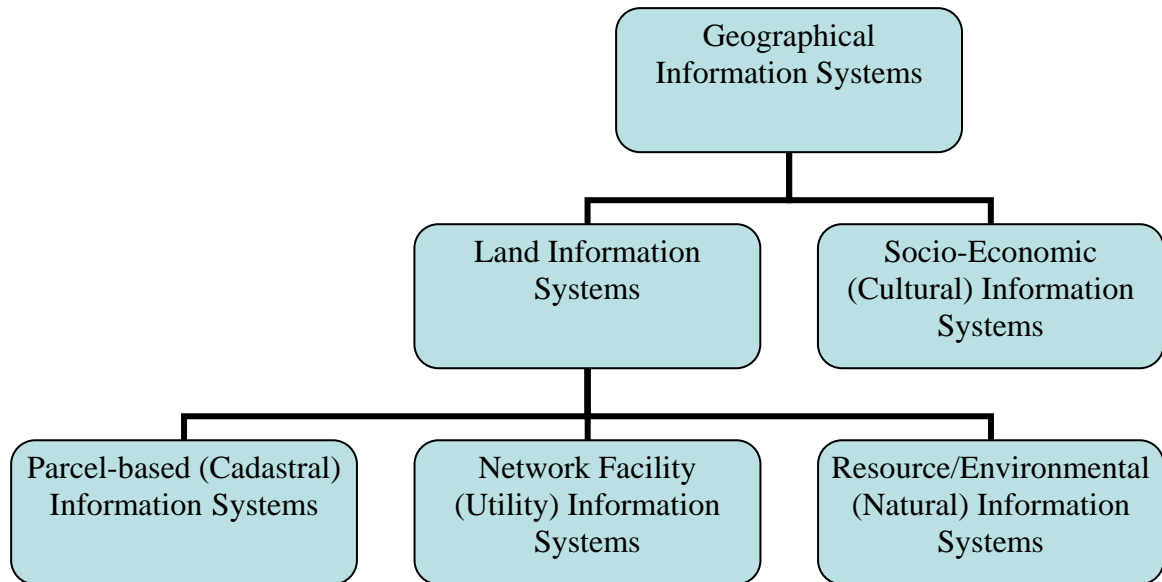 Geographical
Information Systems
Land Information
Systems
Socio-Economic
(Cultural) Information
Systems
Parcel-based (Cadastral)
Information Systems
Network Facility
(Utility) Information
Systems
Resource/Environmental
(Natural) Information
Systems